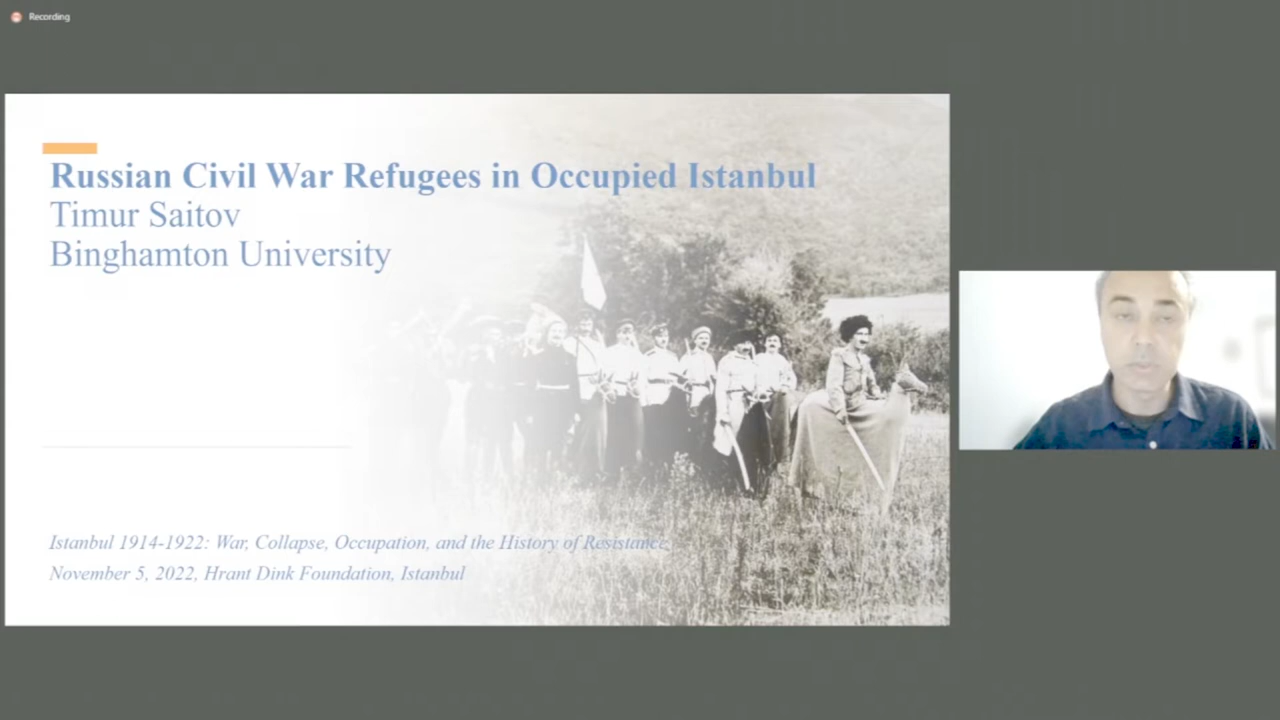 Recording
Russian Civil War Refugees in Occupied Istanbul
Timur Saitov
Binghamton University
Istanbul 1914-1922: War, Collapse, Occupation, and the History of Resistance
November 5, 2022, Hrant Dink Foundation, Istanbul